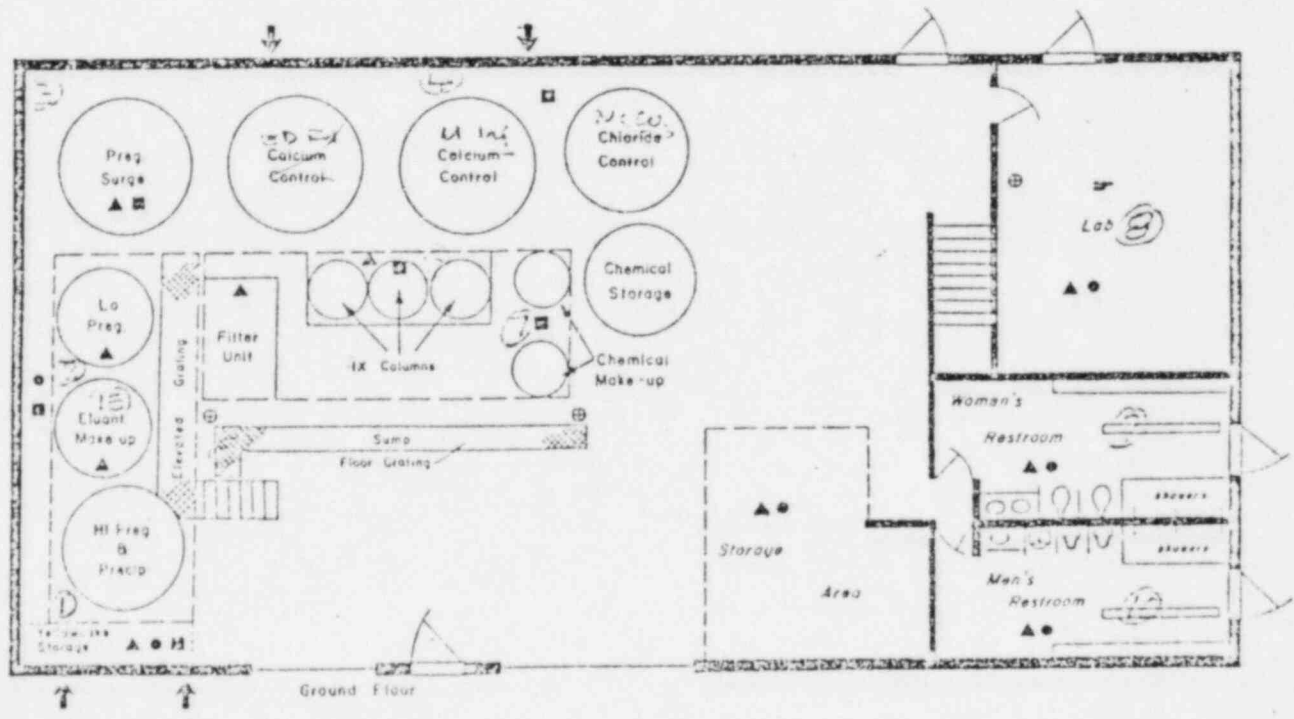 Preg.
Surge
Calcium
Control
Calcium
Control
Chloride
Control
Lab
8
Chemical
Storage
Lo
Preg.
Filter
Unit
IX Columns
Chemical
Make-up
Elevated Grating
Eluant
Make up
Sump
Floor Grating
Woman's
Restroom
showers
Hi Preg.
&
Precip.
Storage
Area
showers
Men's
Restroom
Yellowcake
Storage
Ground Floor